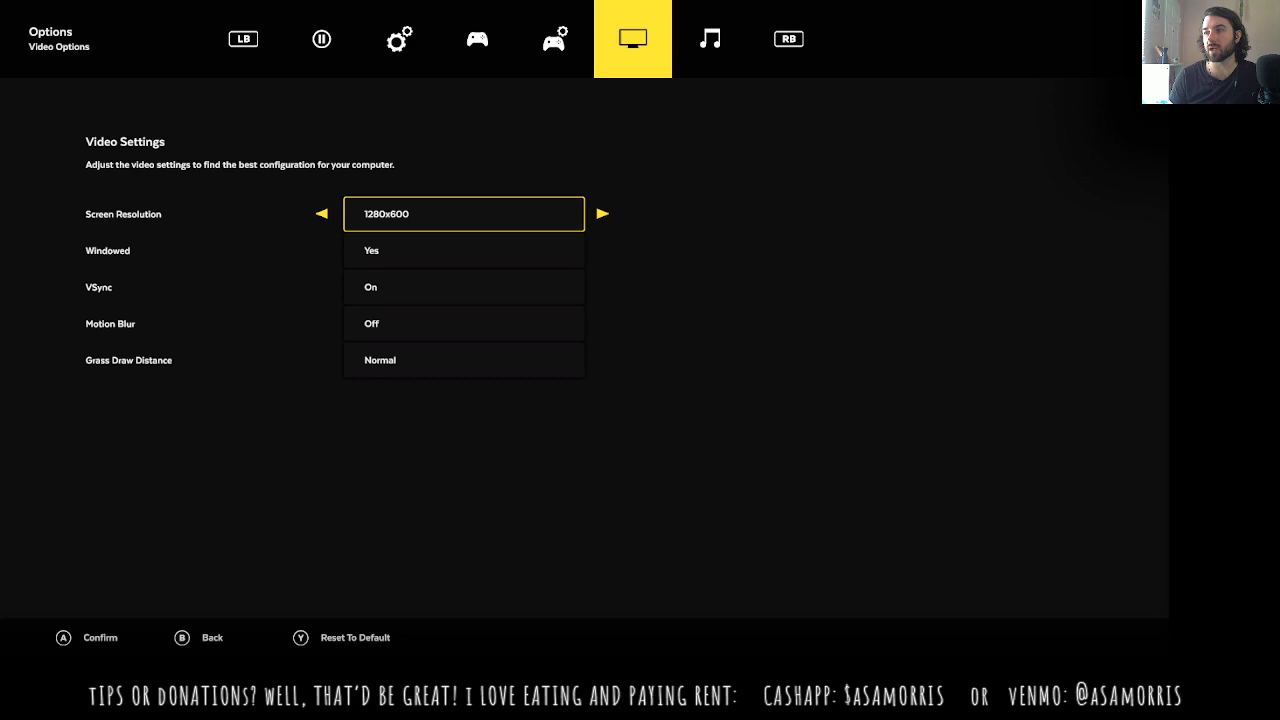 Options
Video Options
LB
RB
Video Settings
Adjust the video settings to find the best configuration for your computer.
Screen Resolution 1280x600
Windowed Yes
VSync On
Motion Blur Off
Grass Draw Distance Normal
A Confirm B Back Y Reset To Default
TIPS OR DONATIONS? WELL, THAT'D BE GREAT! I LOVE EATING AND PAYING RENT: CASHAPP: $ASAMORRIS OR VENMO: @ASAMORRIS